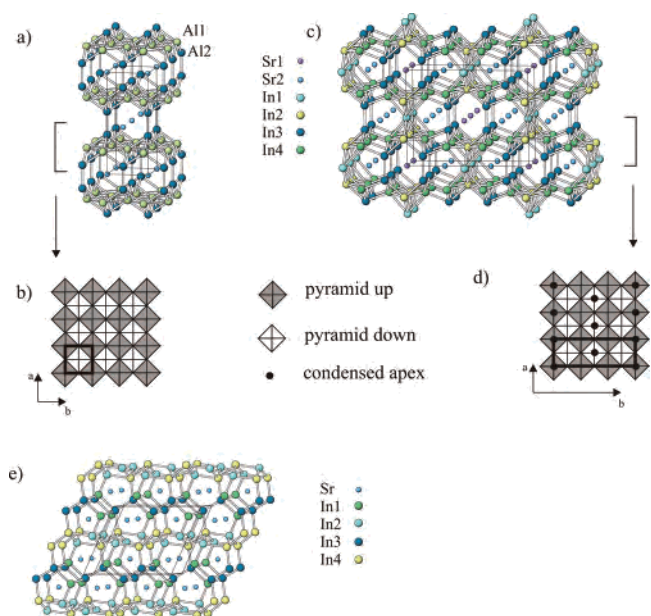 a)
Al1
Al2
c)
Sr1
Sr2
In1
In2
In3
In4
b)
a
b
pyramid up
pyramid down
condensed apex
d)
a
b
e)
Sr
In1
In2
In3
In4